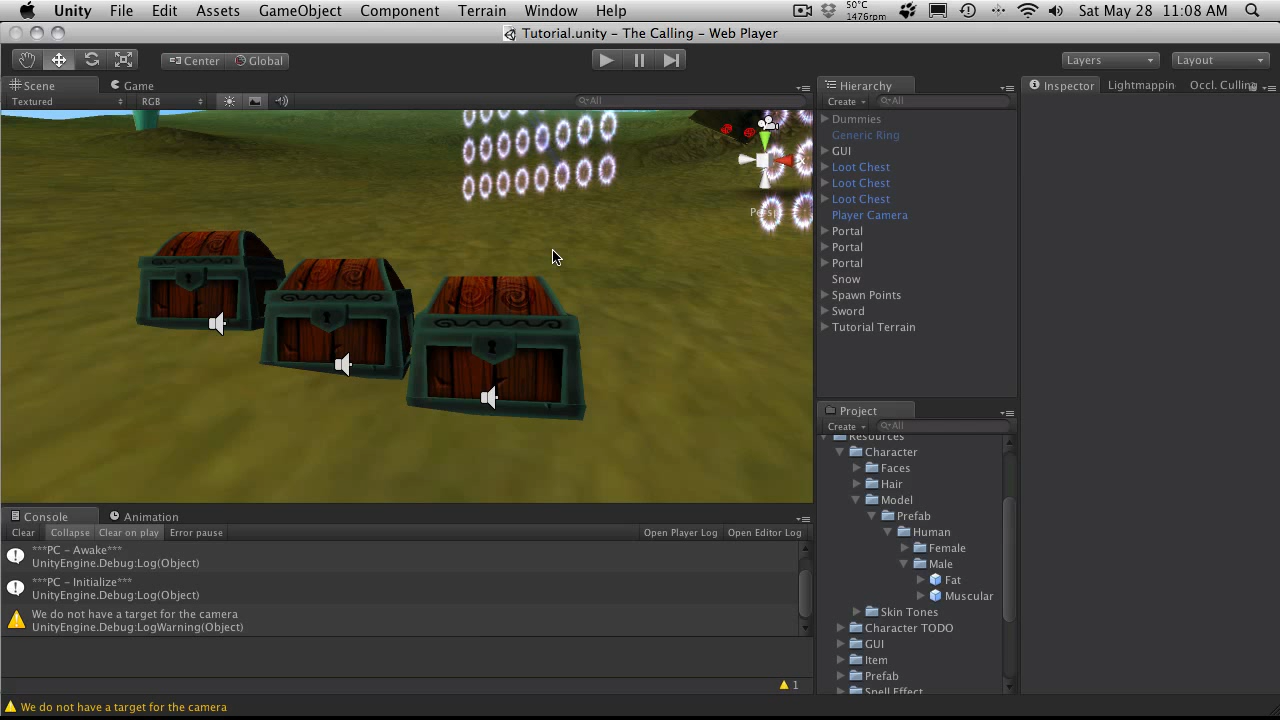 Unity File Edit Assets GameObject Component Terrain Window Help 50°C 1476rpm Sat May 28 11:08 AM
Tutorial.unity – The Calling – Web Player
Center Global Layers Layout
Scene Game
Textured RGB All
Hierarchy
Create All
Dummies
Generic Ring
GUI
Loot Chest
Loot Chest
Loot Chest
Player Camera
Portal
Portal
Portal
Snow
Spawn Points
Sword
Tutorial Terrain
Inspector Lightmappin Occl. Culling
Project
Create All
Resources
Character
Faces
Hair
Model
Prefab
Human
Female
Male
Fat
Muscular
Skin Tones
Character TODO
GUI
Item
Prefab
Spell Effect
Console Animation
Clear Collapse Clear on play Error pause Open Player Log Open Editor Log
***PC – Awake***
UnityEngine.Debug:Log(Object)
***PC – Initialize***
UnityEngine.Debug:Log(Object)
We do not have a target for the camera
UnityEngine.Debug:LogWarning(Object)
1
We do not have a target for the camera